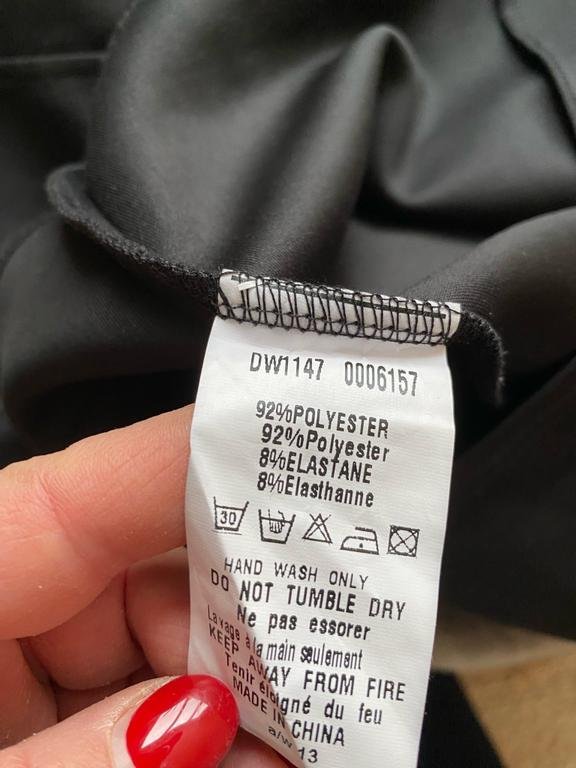 DW1147 0006157
92%POLYESTER
92%Polyester
8%ELASTANE
8%Elasthanne
30
HAND WASH ONLY
DO NOT TUMBLE DRY
Ne pas essorer
Lavage à la main seulement
KEEP AWAY FROM FIRE
Tenir éloigné du feu
MADE IN CHINA
a/w 13